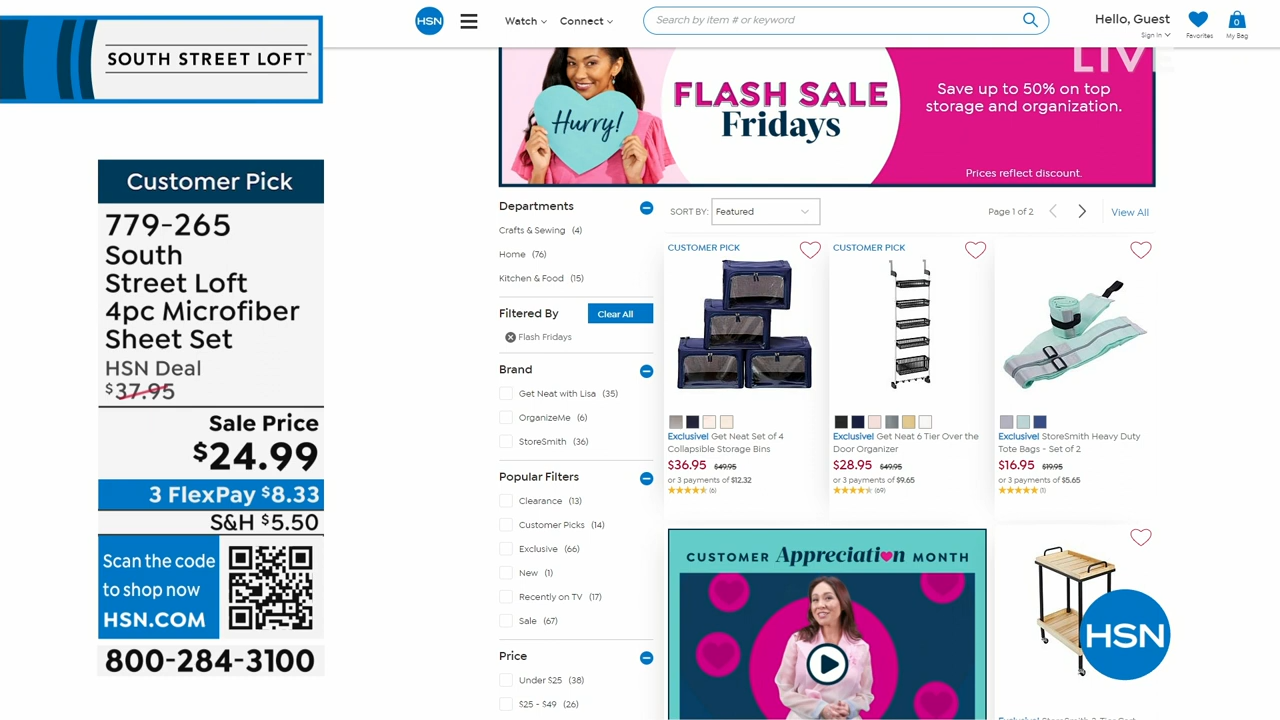 SOUTH STREET LOFT™
Customer Pick
779-265
South
Street Loft
4pc Microfiber
Sheet Set
HSN Deal
$37.95
Sale Price
$24.99
3 FlexPay $8.33
S&H $5.50
Scan the code
to shop now
HSN.COM
800-284-3100
HSN
Watch
Connect
Search by item # or keyword
Hello, Guest
Sign in
Favorites
0
My Bag
LIVE
Hurry!
FLASH SALE
Fridays
Save up to 50% on top
storage and organization.
Prices reflect discount.
Departments
Crafts & Sewing (4)
Home (76)
Kitchen & Food (15)
Filtered By
Clear All
Flash Fridays
Brand
Get Neat with Lisa (35)
OrganizeMe (6)
StoreSmith (36)
Popular Filters
Clearance (13)
Customer Picks (14)
Exclusive (66)
New (1)
Recently on TV (17)
Sale (67)
Price
Under $25 (38)
$25 - $49 (26)
SORT BY: Featured
Page 1 of 2
View All
CUSTOMER PICK
Exclusive! Get Neat Set of 4
Collapsible Storage Bins
$36.95 $49.95
or 3 payments of $12.32
(6)
CUSTOMER PICK
Exclusive! Get Neat 6 Tier Over the
Door Organizer
$28.95 $49.95
or 3 payments of $9.65
(69)
Exclusive! StoreSmith Heavy Duty
Tote Bags - Set of 2
$16.95 $19.95
or 3 payments of $5.65
(1)
CUSTOMER Appreciation MONTH
HSN